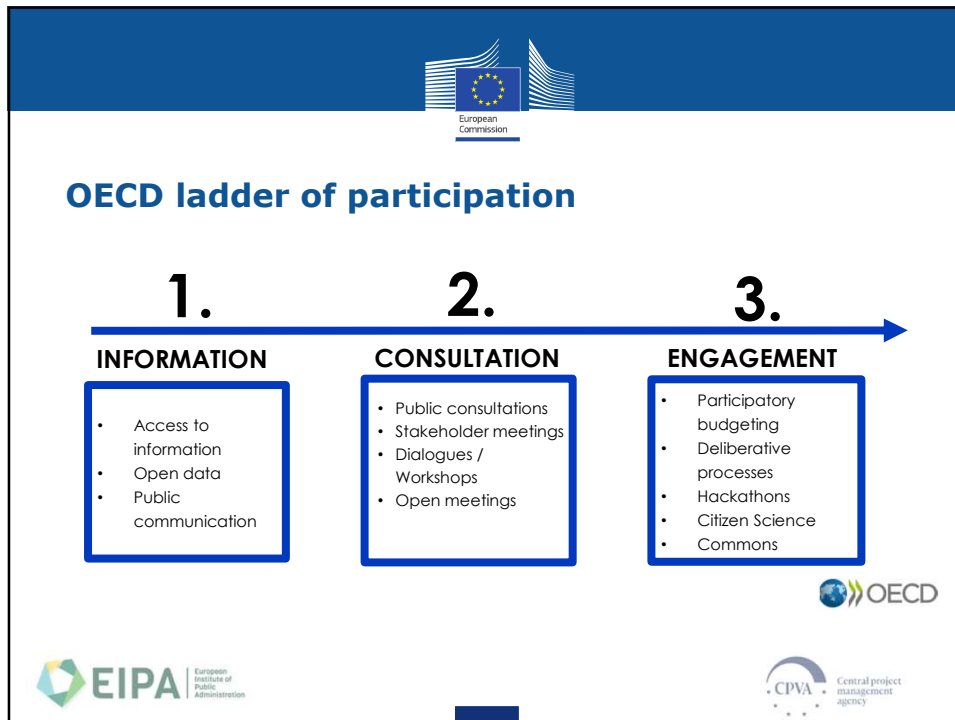 European
Commission
OECD ladder of participation
1.
2.
3.
INFORMATION
CONSULTATION
ENGAGEMENT
• Access to
information
• Open data
• Public
communication
• Public consultations
• Stakeholder meetings
• Dialogues /
Workshops
• Open meetings
• Participatory
budgeting
• Deliberative
processes
• Hackathons
• Citizen Science
• Commons
OECD
EIPA
European
Institute of
Public
Administration
CPVA
Central project
management
agency